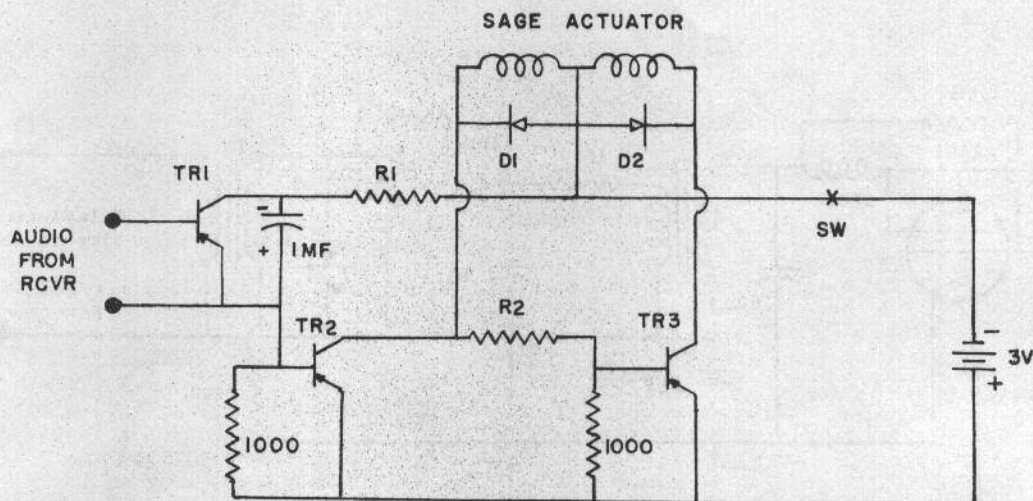 SAGE ACTUATOR
D1
D2
TR1
R1
-
+
1MF
SW
AUDIO
FROM
RCVR
TR2
R2
TR3
-
3V
+
1000
1000